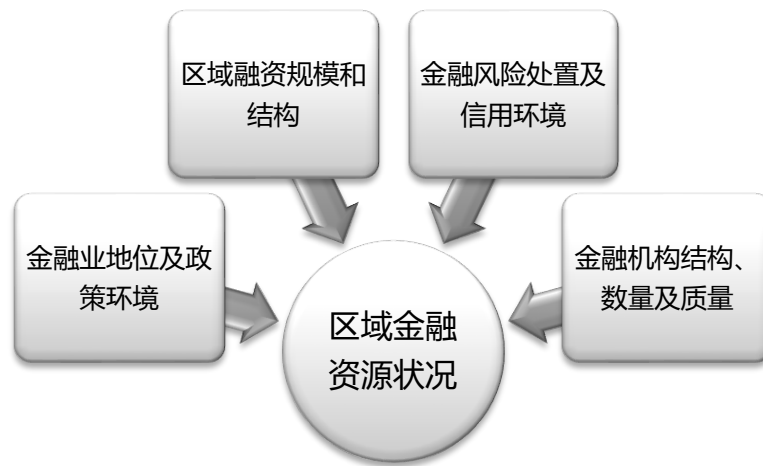 区域融资规模和
结构
金融风险处置及
信用环境
金融业地位及政
策环境
金融机构结构、
数量及质量
区域金融
资源状况